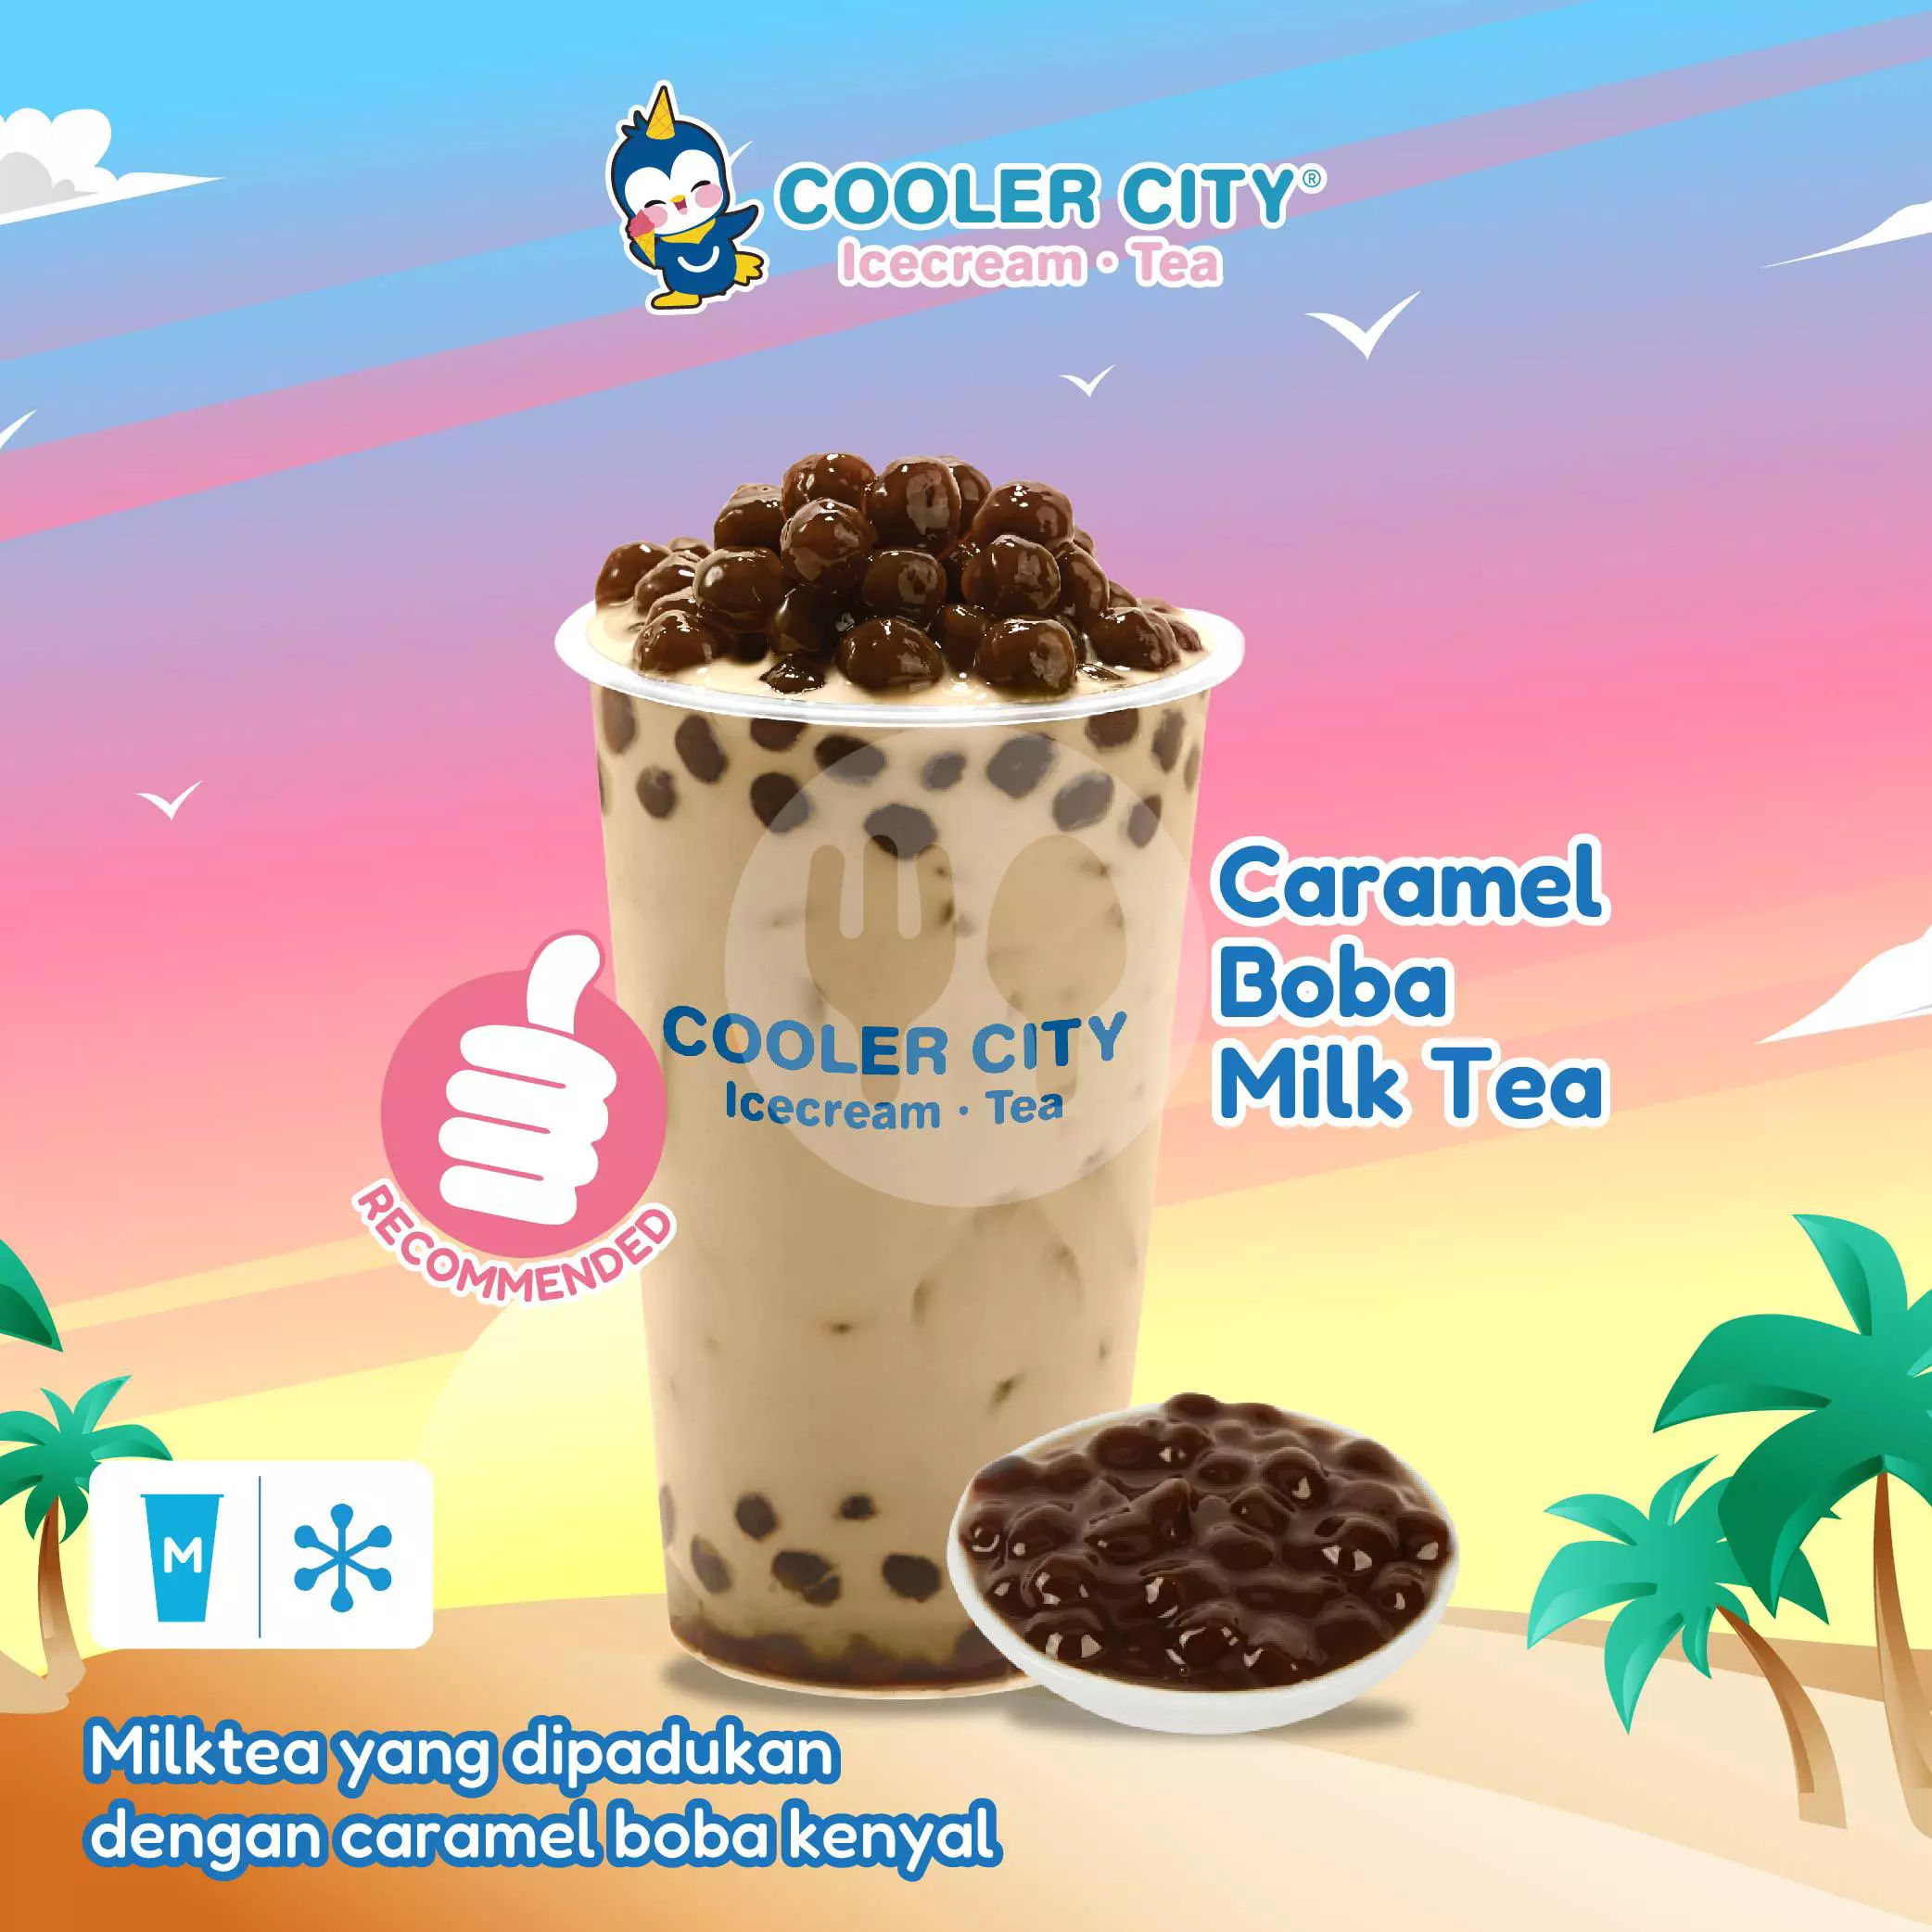 COOLER CITY®
Icecream • Tea
Caramel
Boba
Milk Tea
COOLER CITY
Icecream • Tea
RECOMMENDED
M
Milktea yang dipadukan
dengan caramel boba kenyal